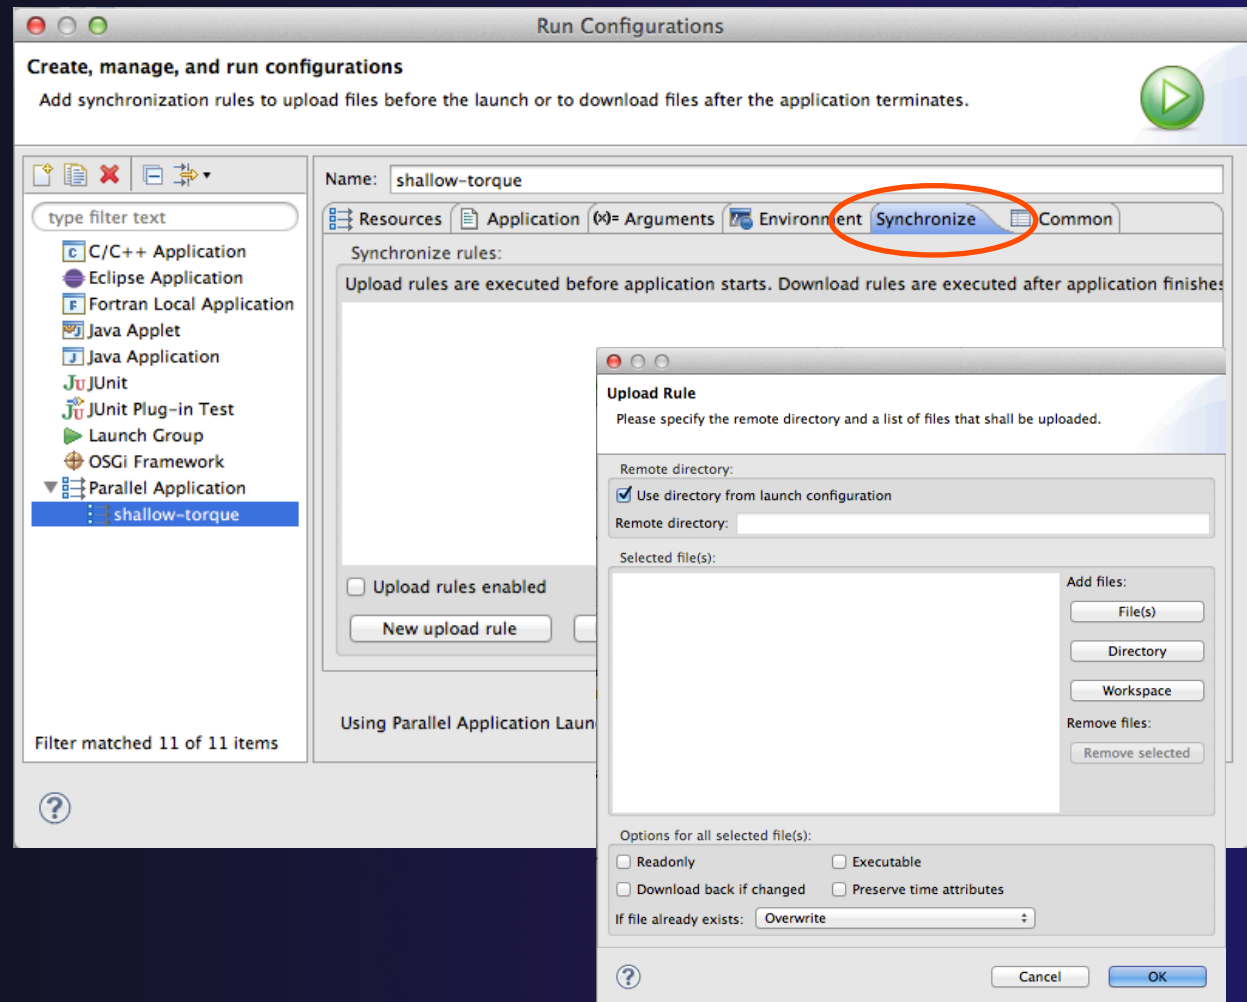 Run Configurations
Create, manage, and run configurations
Add synchronization rules to upload files before the launch or to download files after the application terminates.
Name: shallow-torque
type filter text
Resources Application (x)= Arguments Environment Synchronize Common
C/C++ Application
Eclipse Application
Fortran Local Application
Java Applet
Java Application
JUnit
JUnit Plug-in Test
Launch Group
OSGi Framework
Parallel Application
shallow-torque
Filter matched 11 of 11 items
Synchronize rules:
Upload rules are executed before application starts. Download rules are executed after application finishes
Upload rules enabled
New upload rule
Using Parallel Application
Upload Rule
Please specify the remote directory and a list of files that shall be uploaded.
Remote directory:
Use directory from launch configuration
Remote directory:
Selected file(s):
Add files:
File(s)
Directory
Workspace
Remove files:
Remove selected
Options for all selected file(s):
Readonly Executable
Download back if changed Preserve time attributes
If file already exists: Overwrite
Cancel OK